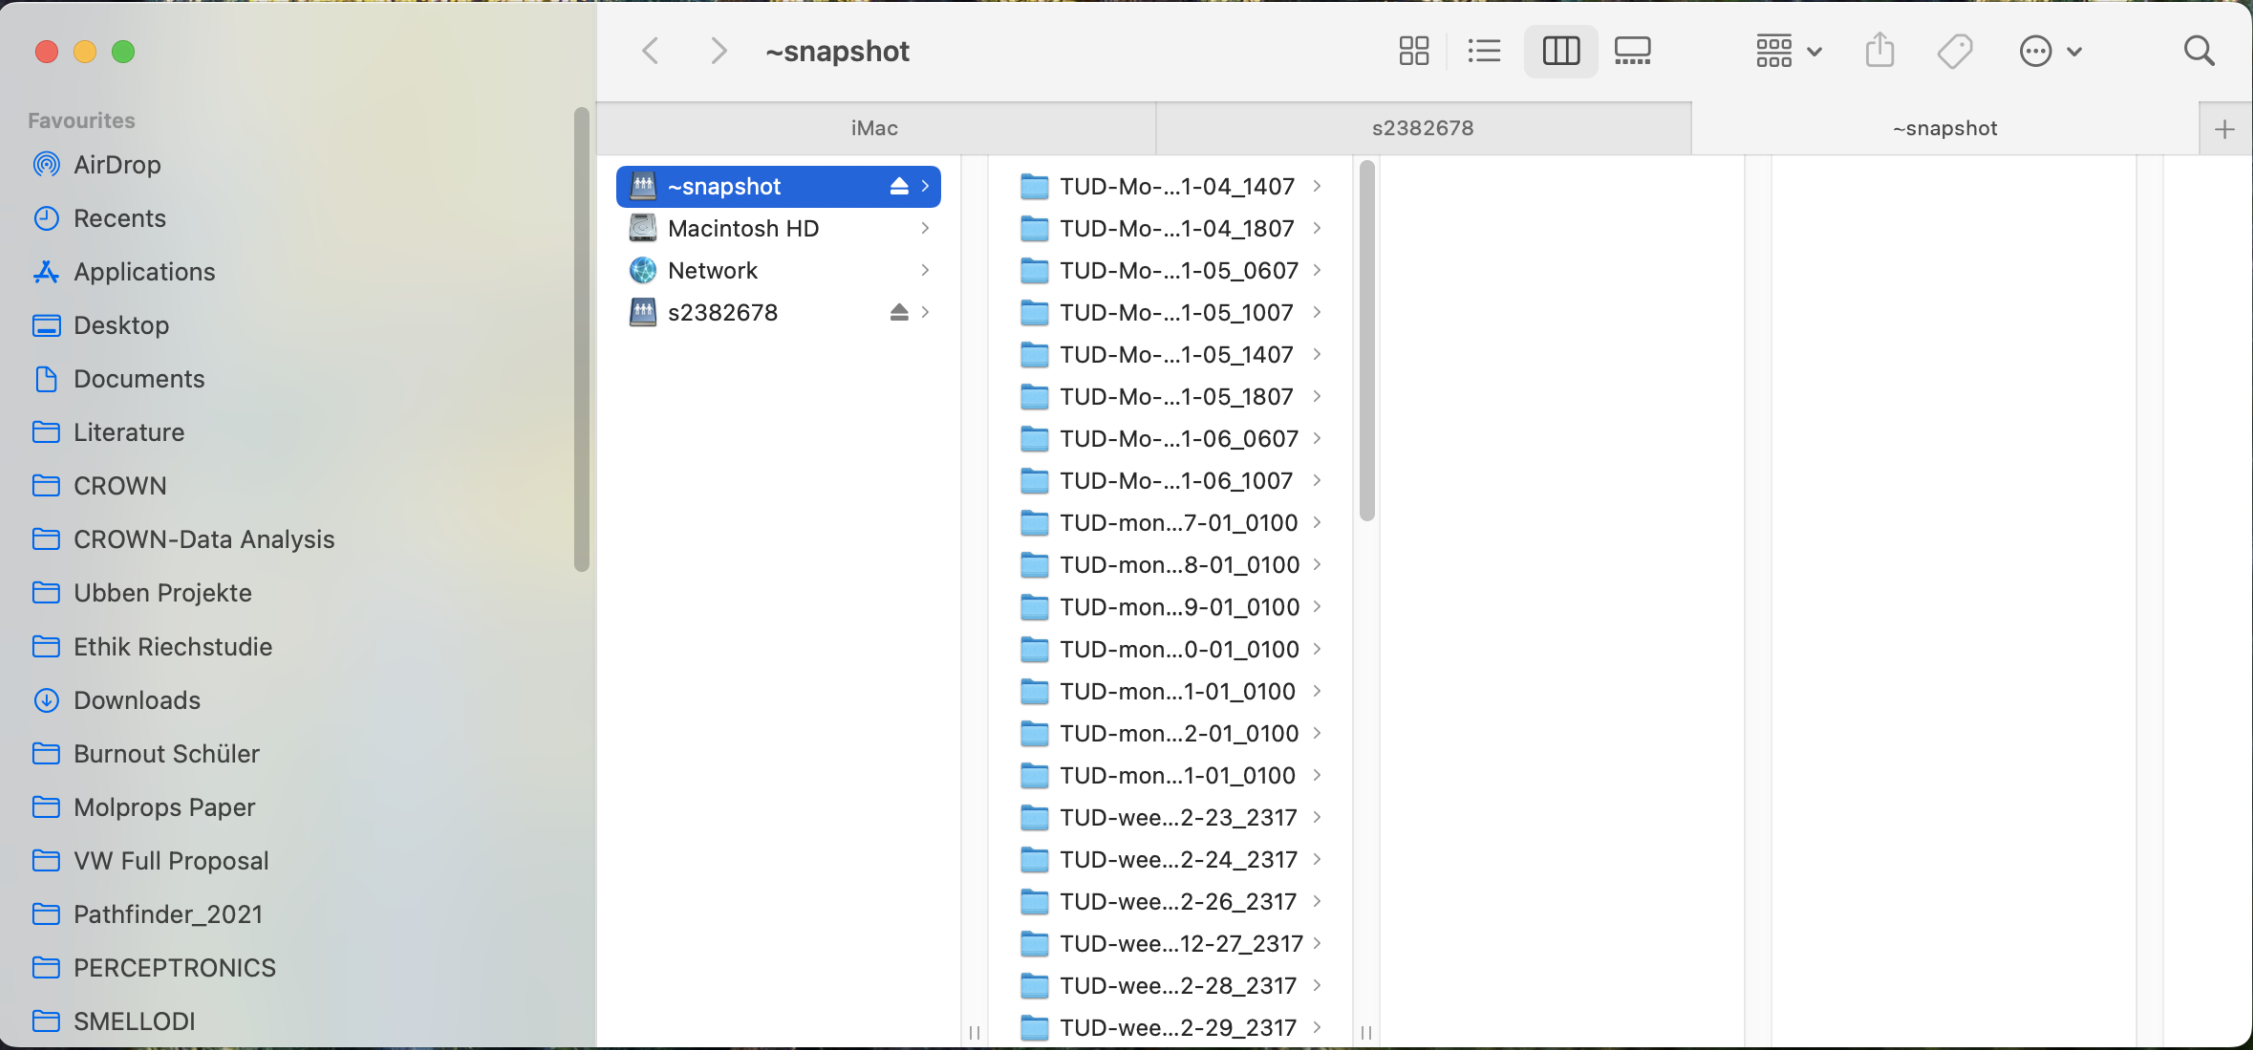 ~snapshot
iMac
s2382678
~snapshot
Favourites
AirDrop
Recents
Applications
Desktop
Documents
Literature
CROWN
CROWN-Data Analysis
Ubben Projekte
Ethik Riechstudie
Downloads
Burnout Schüler
Molprops Paper
VW Full Proposal
Pathfinder_2021
PERCEPTRONICS
SMELLODI
~snapshot
Macintosh HD
Network
s2382678
TUD-Mo-...1-04_1407
TUD-Mo-...1-04_1807
TUD-Mo-...1-05_0607
TUD-Mo-...1-05_1007
TUD-Mo-...1-05_1407
TUD-Mo-...1-05_1807
TUD-Mo-...1-06_0607
TUD-Mo-...1-06_1007
TUD-mon...7-01_0100
TUD-mon...8-01_0100
TUD-mon...9-01_0100
TUD-mon...0-01_0100
TUD-mon...1-01_0100
TUD-mon...2-01_0100
TUD-mon...1-01_0100
TUD-wee...2-23_2317
TUD-wee...2-24_2317
TUD-wee...2-26_2317
TUD-wee...12-27_2317
TUD-wee...2-28_2317
TUD-wee...2-29_2317